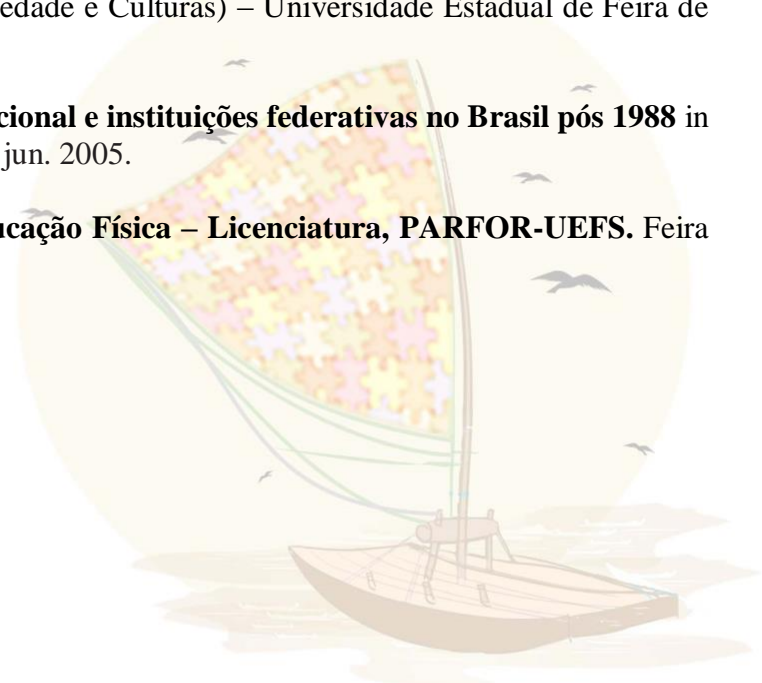 edade e Culturas) – Universidade Estadual de Feira de
cional e instituições federativas no Brasil pós 1988 in
jun. 2005.
ucação Física – Licenciatura, PARFOR-UEFS. Feira